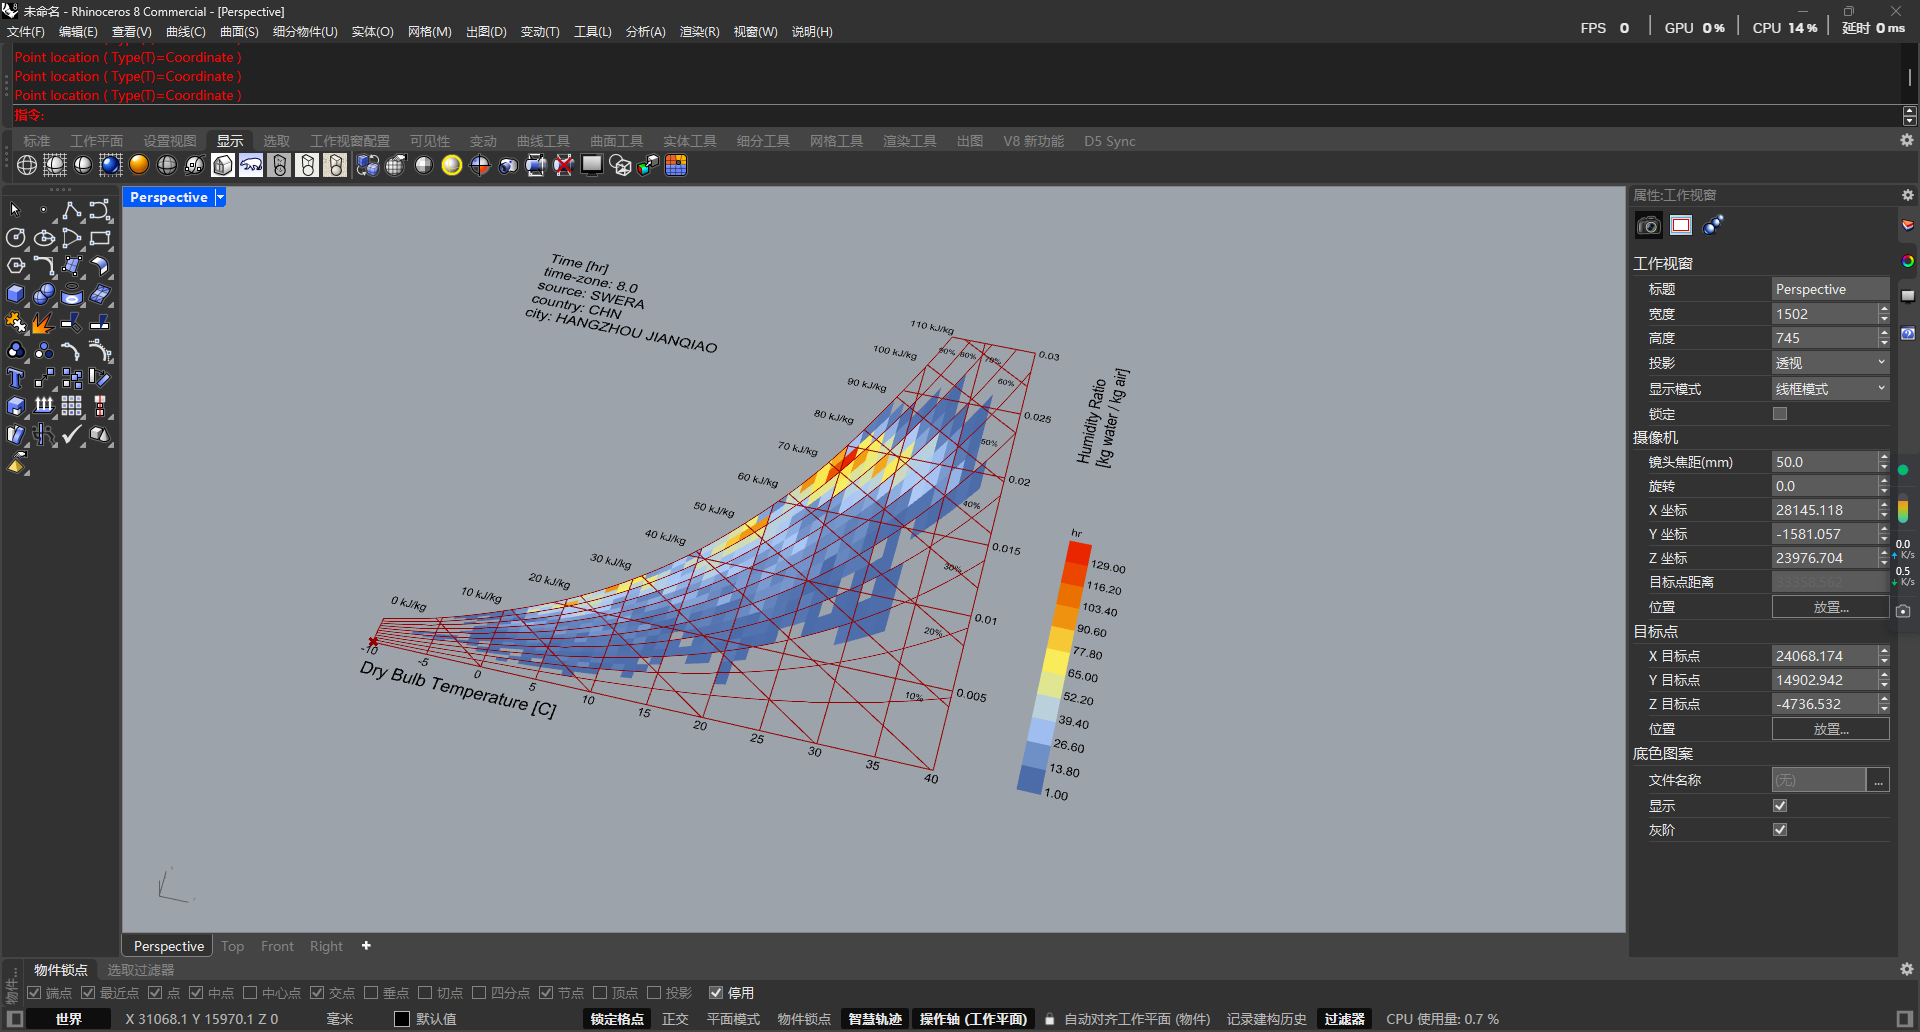 未命名 - Rhinoceros 8 Commercial - [Perspective]
文件(F) 编辑(E) 查看(V) 曲线(C) 曲面(S) 细分物件(U) 实体(O) 网格(M) 出图(D) 变动(T) 工具(L) 分析(A) 渲染(R) 视窗(W) 说明(H)
FPS 0 GPU 0 % CPU 14 % 延时 0 ms
Point location ( Type(T)=Coordinate )
Point location ( Type(T)=Coordinate )
Point location ( Type(T)=Coordinate )
指令:
标准 工作平面 设置视图 显示 选取 工作视窗配置 可见性 变动 曲线工具 曲面工具 实体工具 细分工具 网格工具 渲染工具 出图 V8 新功能 D5 Sync
Perspective
Time [hr]
time-zone: 8.0
source: SWERA
country: CHN
city: HANGZHOU JIANQIAO
110 kJ/kg
100 kJ/kg
90 kJ/kg
80 kJ/kg
70 kJ/kg
60 kJ/kg
50 kJ/kg
40 kJ/kg
30 kJ/kg
20 kJ/kg
10 kJ/kg
0 kJ/kg
90% 80% 70%
60%
50%
40%
30%
20%
10%
0.03
0.025
0.02
0.015
0.01
0.005
Humidity Ratio
[kg water / kg air]
-10
-5
0
5
10
15
20
25
30
35
40
Dry Bulb Temperature [C]
hr
129.00
116.20
103.40
90.60
77.80
65.00
52.20
39.40
26.60
13.80
1.00
属性:工作视窗
工作视窗
标题 Perspective
宽度 1502
高度 745
投影 透视
显示模式 线框模式
锁定
摄像机
镜头焦距(mm) 50.0
旋转 0.0
X 坐标 28145.118
Y 坐标 -1581.057
Z 坐标 23976.704
目标点距离 33358.562
位置 放置...
目标点
X 目标点 24068.174
Y 目标点 14902.942
Z 目标点 -4736.532
位置 放置...
底色图案
文件名称 (无) ...
显示
灰阶
0.0
K/s
0.5
K/s
Perspective Top Front Right
物件锁点 选取过滤器
物件...
端点 最近点 点 中点 中心点 交点 垂点 切点 四分点 节点 顶点 投影 停用
世界 X 31068.1 Y 15970.1 Z 0 毫米 默认值 锁定格点 正交 平面模式 物件锁点 智慧轨迹 操作轴 (工作平面) 自动对齐工作平面 (物件) 记录建构历史 过滤器 CPU 使用量: 0.7 %